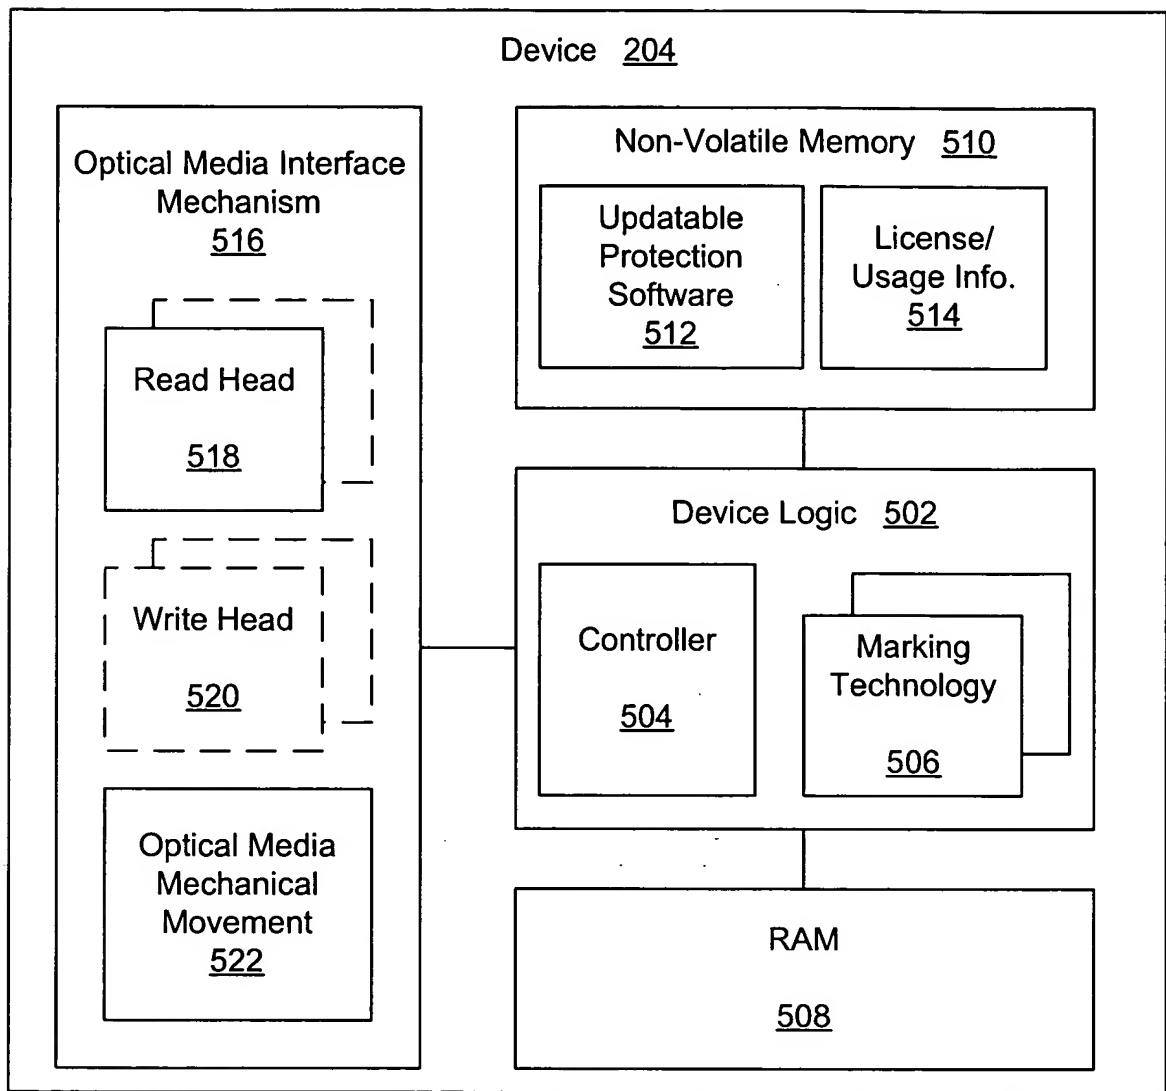 Device 204
Optical Media Interface
Mechanism
516
Read Head
518
Write Head
520
Optical Media
Mechanical
Movement
522
Non-Volatile Memory 510
Updatable
Protection
Software
512
License/
Usage Info.
514
Device Logic 502
Controller
504
Marking
Technology
506
RAM
508